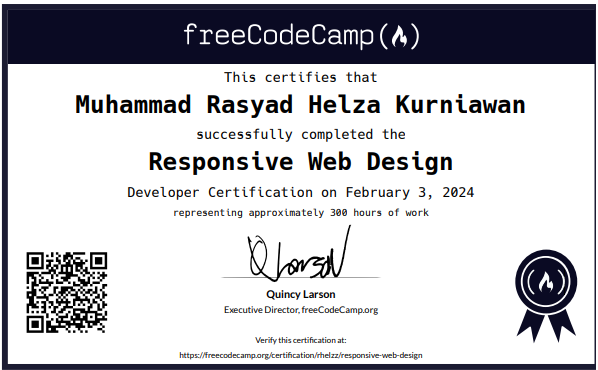 freeCodeCamp
This certifies that
Muhammad Rasyad Helza Kurniawan
successfully completed the
Responsive Web Design
Developer Certification on February 3, 2024
representing approximately 300 hours of work
QLarson
Quincy Larson
Executive Director, freeCodeCamp.org
Verify this certification at:
https://freecodecamp.org/certification/rhelzz/responsive-web-design